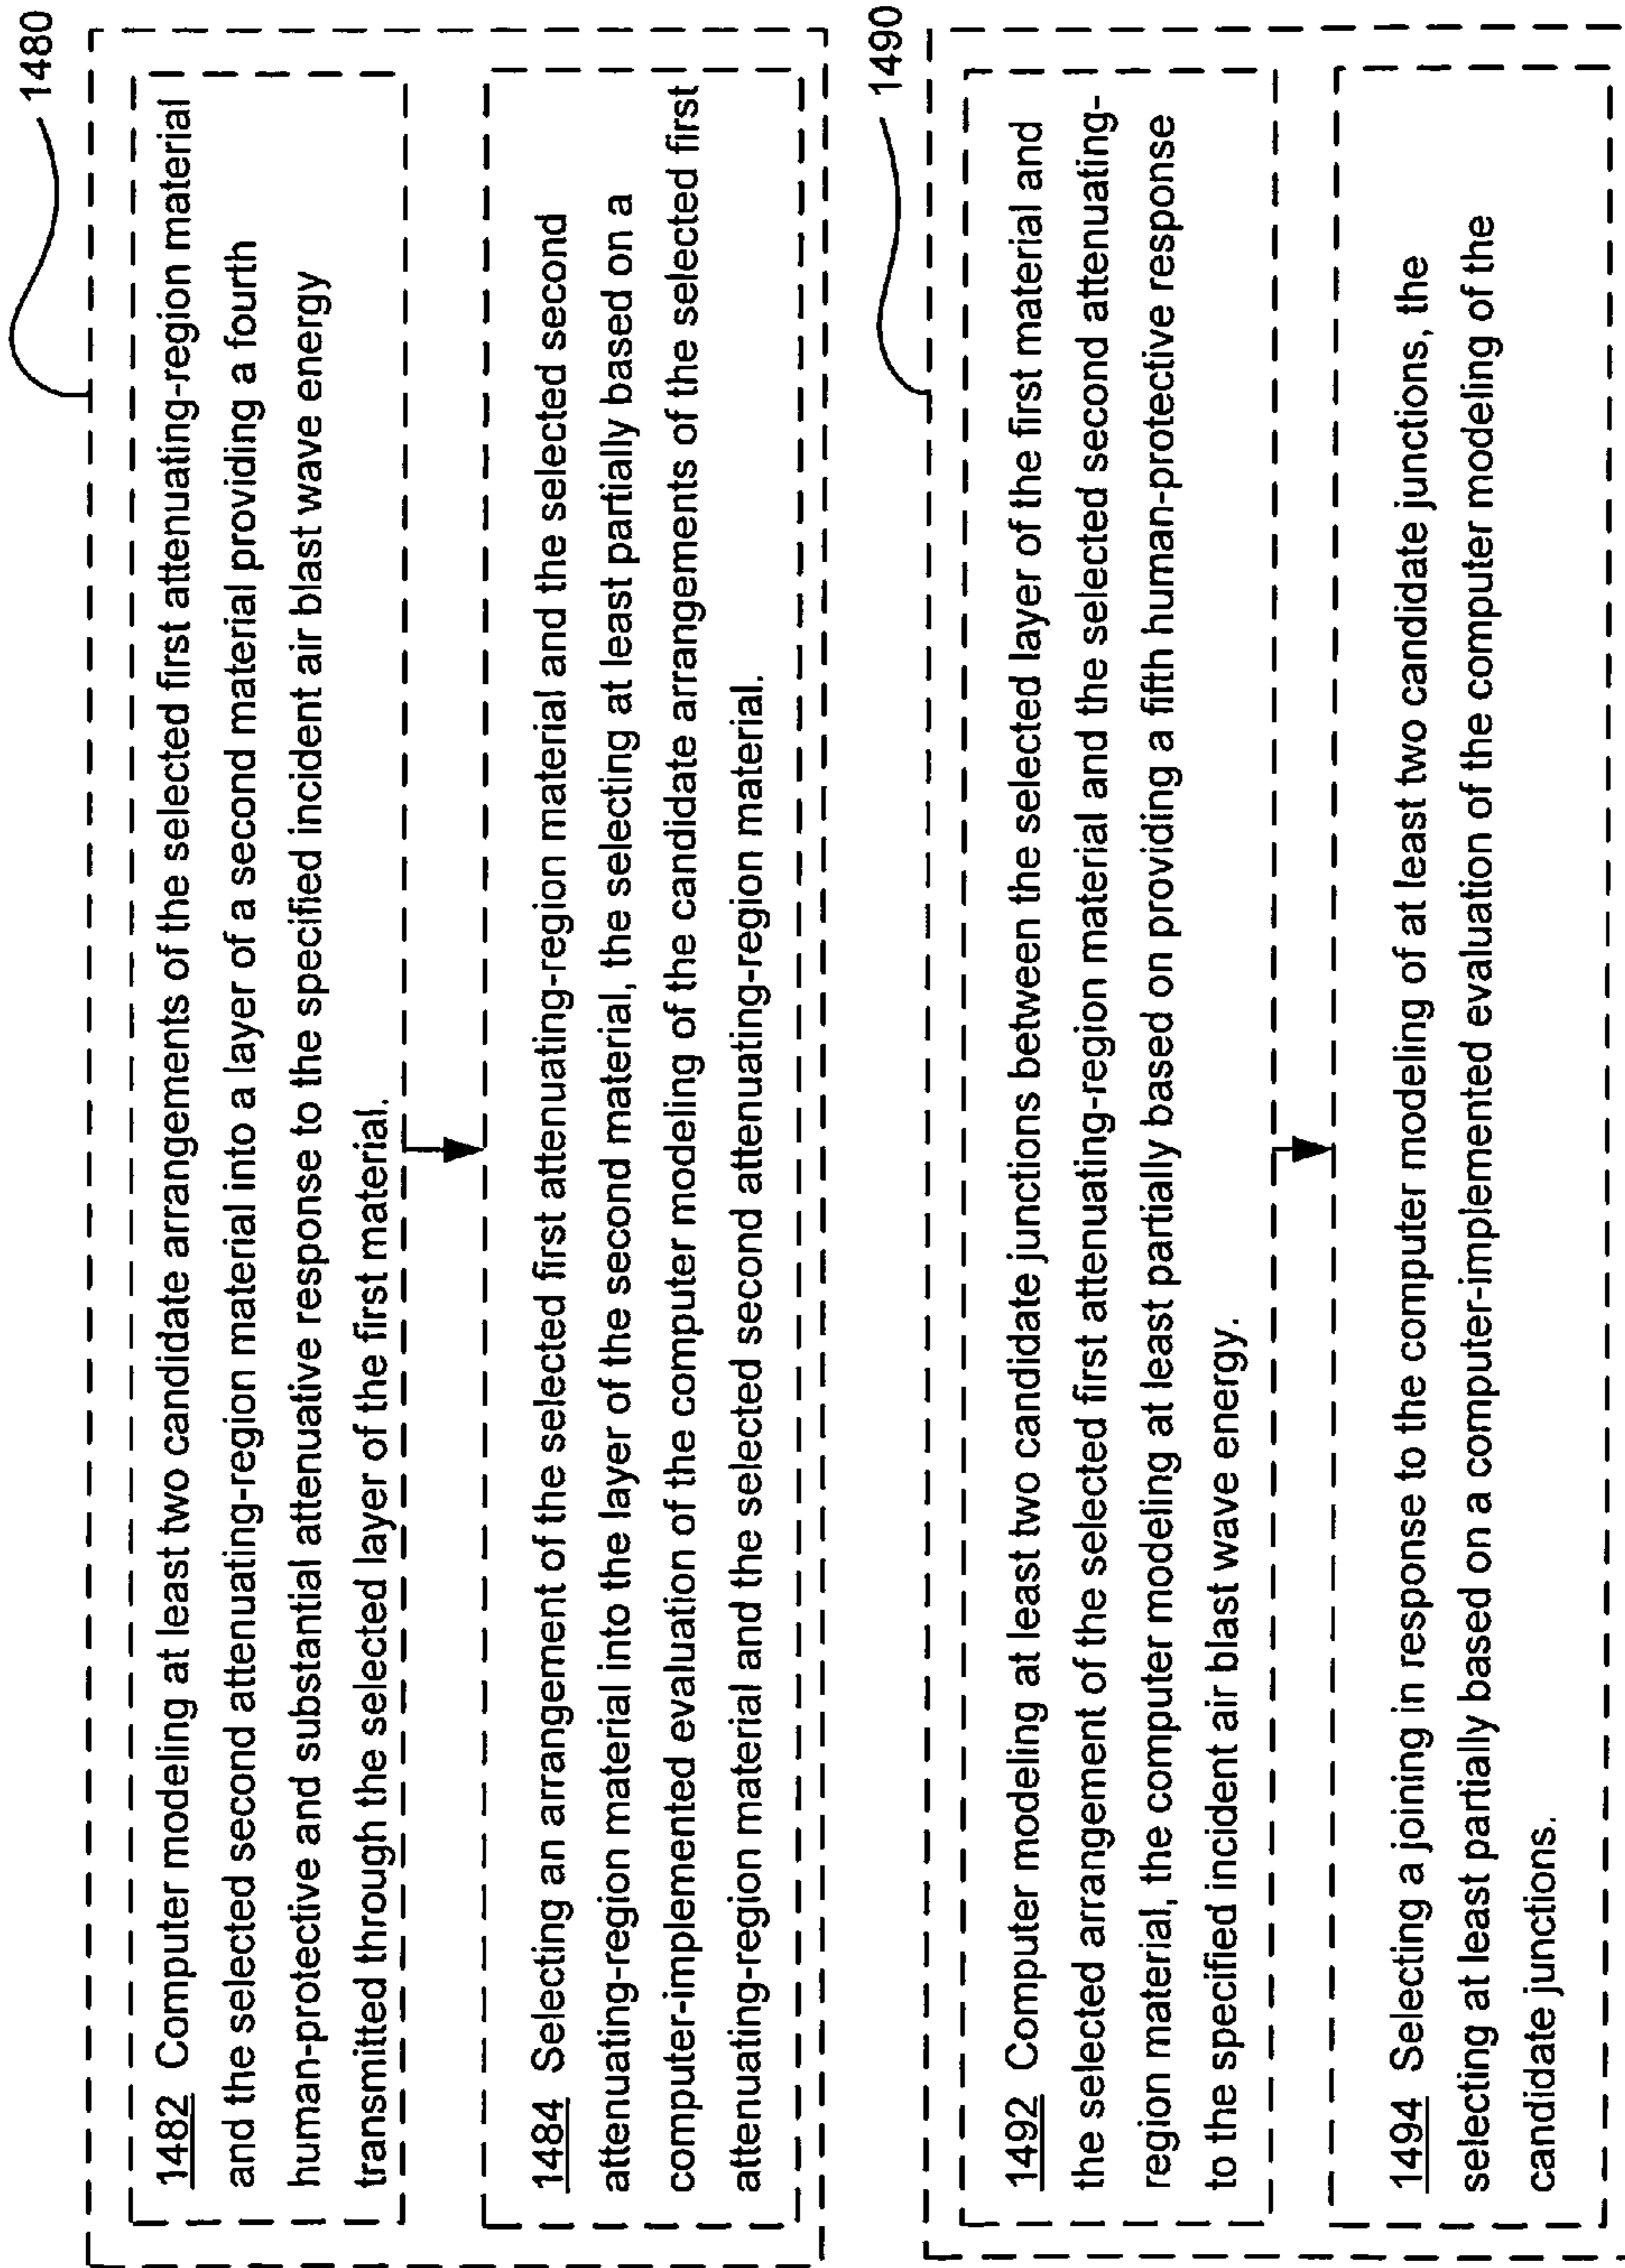 1480
1482 Computer modeling at least two candidate arrangements of the selected first attenuating-region material
and the selected second attenuating-region material into a layer of a second material providing a fourth
human-protective and substantial attenuative response to the specified incident air blast wave energy
transmitted through the selected layer of the first material.
1484 Selecting an arrangement of the selected first attenuating-region material and the selected second
attenuating-region material into the layer of the second material, the selecting at least partially based on a
computer-implemented evaluation of the computer modeling of the candidate arrangements of the selected first
attenuating-region material and the selected second attenuating-region material.
1490
1492 Computer modeling at least two candidate junctions between the selected layer of the first material and
the selected arrangement of the selected first attenuating-region material and the selected second attenuating-
region material, the computer modeling at least partially based on providing a fifth human-protective response
to the specified incident air blast wave energy.
1494 Selecting a joining in response to the computer modeling of at least two candidate junctions, the
selecting at least partially based on a computer-implemented evaluation of the computer modeling of the
candidate junctions.